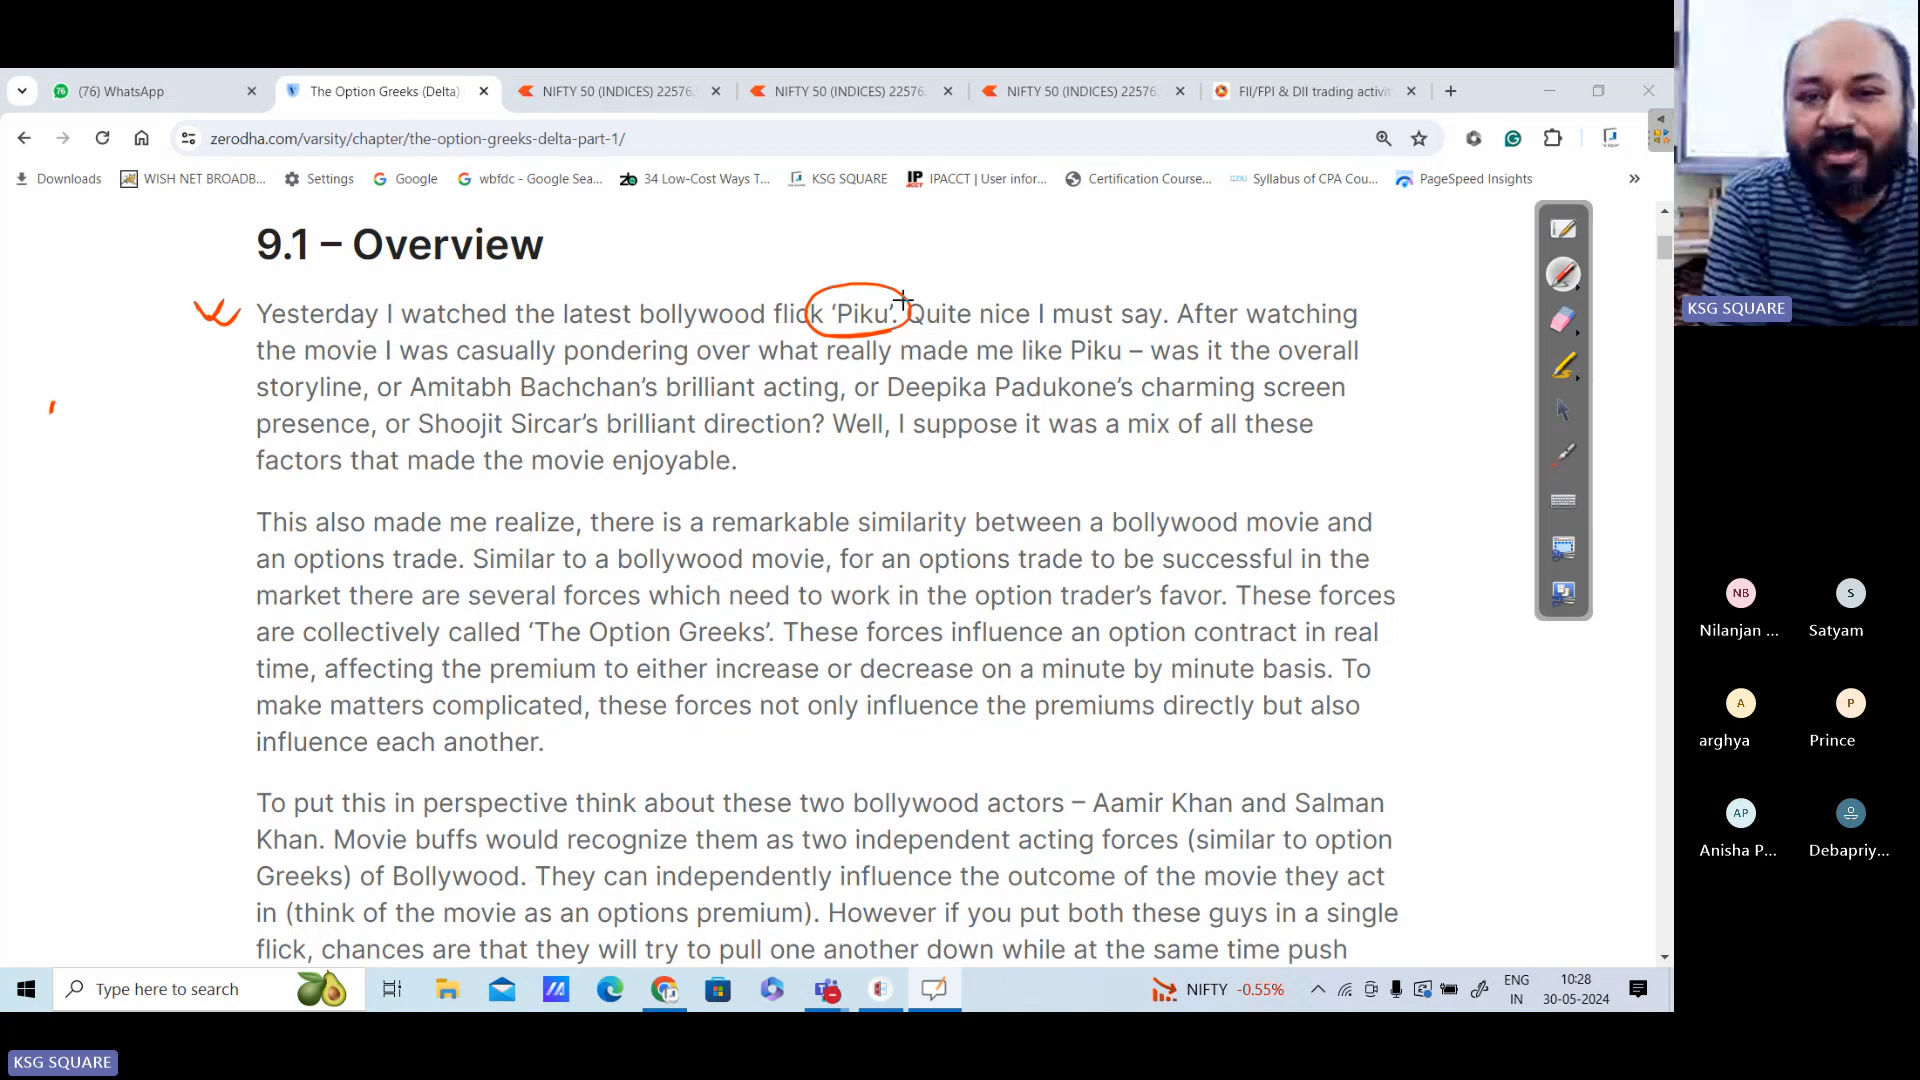 (76) WhatsApp
The Option Greeks (Delta)
NIFTY 50 (INDICES) 22576.
NIFTY 50 (INDICES) 22576.
NIFTY 50 (INDICES) 22576.
FII/FPI & DII trading activit
zerodha.com/varsity/chapter/the-option-greeks-delta-part-1/
Downloads
WISH NET BROADB...
Settings
Google
wbfdc - Google Sea...
34 Low-Cost Ways T...
KSG SQUARE
IPACCT | User infor...
Certification Course...
Syllabus of CPA Cou...
PageSpeed Insights
9.1 – Overview
Yesterday I watched the latest bollywood flick ‘Piku’. Quite nice I must say. After watching
the movie I was casually pondering over what really made me like Piku – was it the overall
storyline, or Amitabh Bachchan’s brilliant acting, or Deepika Padukone’s charming screen
presence, or Shoojit Sircar’s brilliant direction? Well, I suppose it was a mix of all these
factors that made the movie enjoyable.
This also made me realize, there is a remarkable similarity between a bollywood movie and
an options trade. Similar to a bollywood movie, for an options trade to be successful in the
market there are several forces which need to work in the option trader’s favor. These forces
are collectively called ‘The Option Greeks’. These forces influence an option contract in real
time, affecting the premium to either increase or decrease on a minute by minute basis. To
make matters complicated, these forces not only influence the premiums directly but also
influence each another.
To put this in perspective think about these two bollywood actors – Aamir Khan and Salman
Khan. Movie buffs would recognize them as two independent acting forces (similar to option
Greeks) of Bollywood. They can independently influence the outcome of the movie they act
in (think of the movie as an options premium). However if you put both these guys in a single
flick, chances are that they will try to pull one another down while at the same time push
Type here to search
NIFTY -0.55%
ENG
IN
10:28
30-05-2024
KSG SQUARE
KSG SQUARE
NB
Nilanjan ...
S
Satyam
A
arghya
P
Prince
AP
Anisha P...
Debapriy...